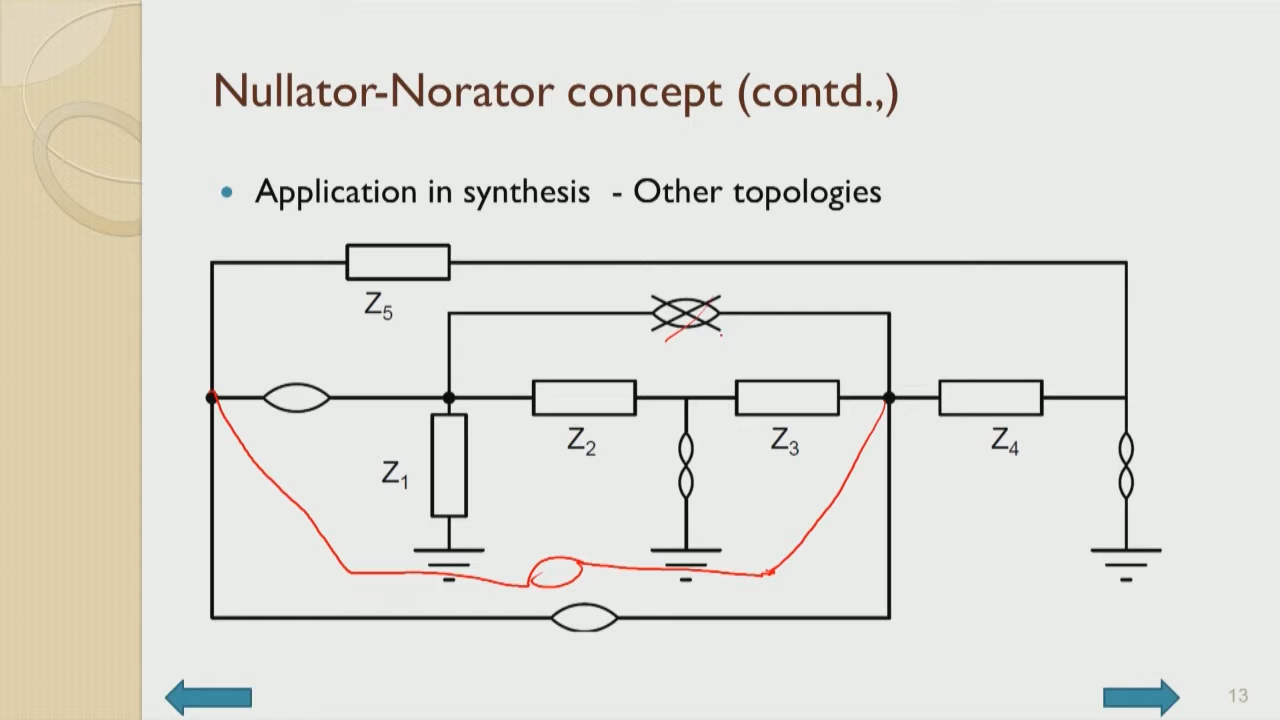 Nullator-Norator concept (contd.,)
Application in synthesis - Other topologies
Z5
Z2
Z3
Z4
Z1
13